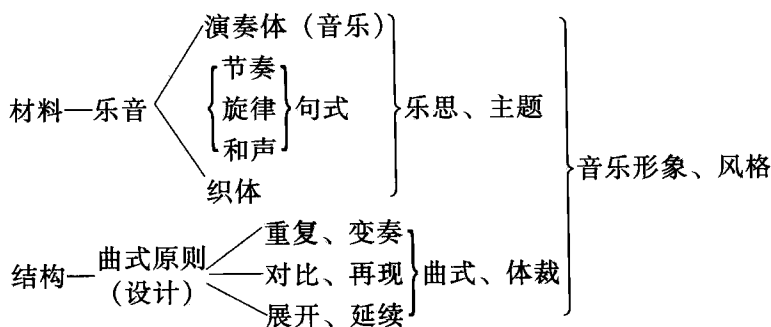 演奏体（音乐）
节奏
材料—乐音
旋律
句式
乐思、主题
和声
织体
音乐形象、风格
重复、变奏
结构—
曲式原则
（设计）
对比、再现
曲式、体裁
展开、延续